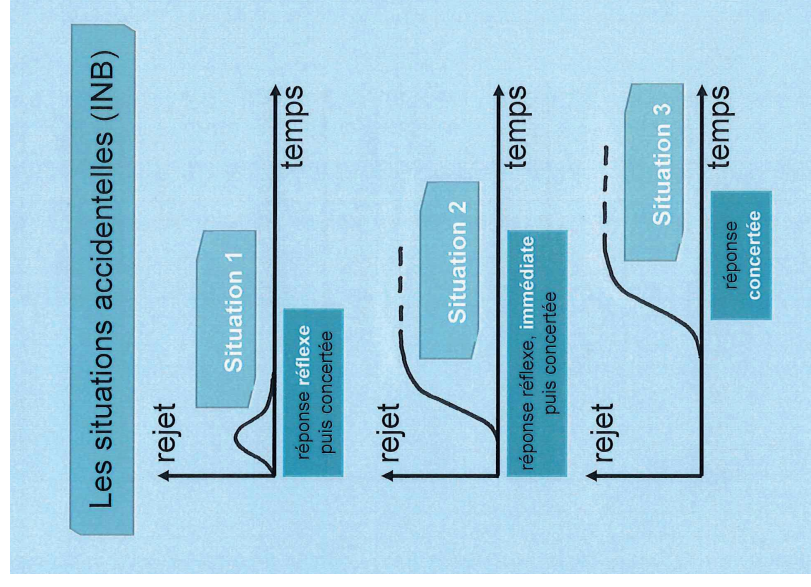 Les situations accidentelles (INB)
rejet
Situation 1
temps
réponse réflexe
puis concertée
rejet
Situation 2
temps
réponse réflexe, immédiate
puis concertée
rejet
Situation 3
temps
réponse
concertée